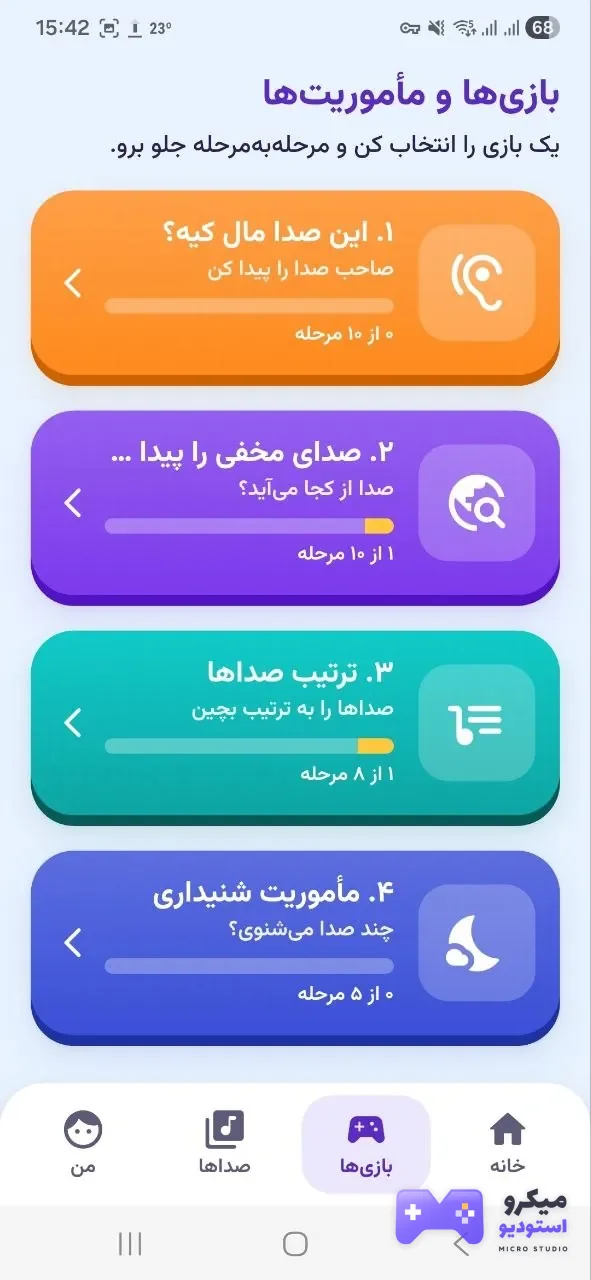 15:42 23°
68
بازی‌ها و مأموریت‌ها
یک بازی را انتخاب کن و مرحله‌به‌مرحله جلو برو.
۱. این صدا مال کیه؟
صاحب صدا را پیدا کن
۰ از ۱۰ مرحله
۲. صدای مخفی را پیدا ...
صدا از کجا می‌آید؟
۱ از ۱۰ مرحله
۳. ترتیب صداها
صداها را به ترتیب بچین
۱ از ۸ مرحله
۴. مأموریت شنیداری
چند صدا می‌شنوی؟
۰ از ۵ مرحله
خانه
بازی‌ها
صداها
من
میکرو
استودیو
MICRO STUDIO